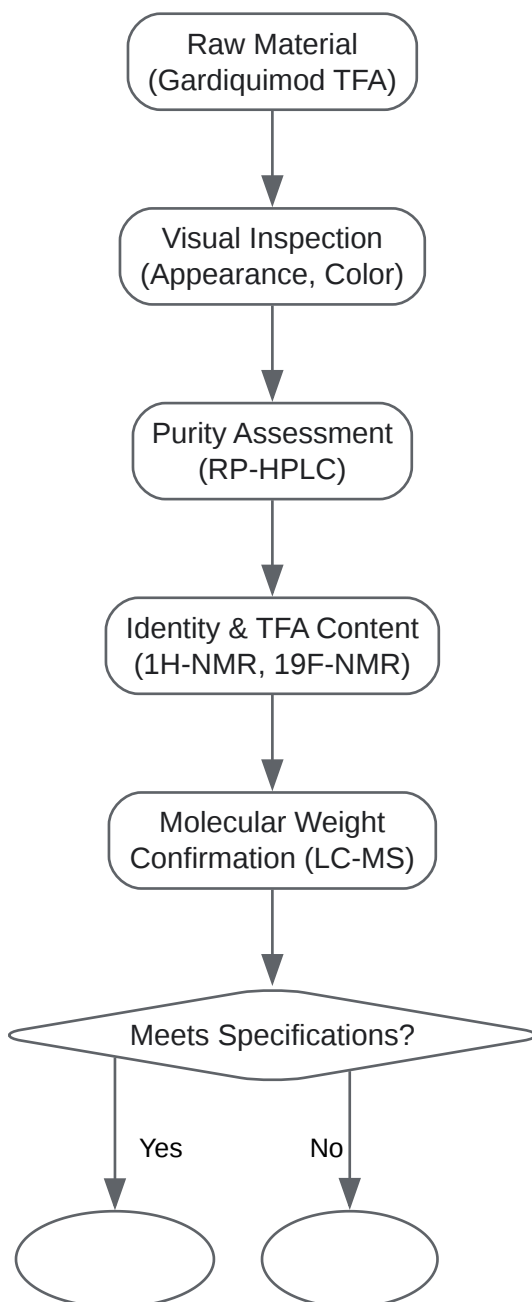 Raw Material
(Gardiquimod TFA)
Visual Inspection
(Appearance, Color)
Purity Assessment
(RP-HPLC)
Identity & TFA Content
(1H-NMR, 19F-NMR)
Molecular Weight
Confirmation (LC-MS)
Meets Specifications?
Yes
No